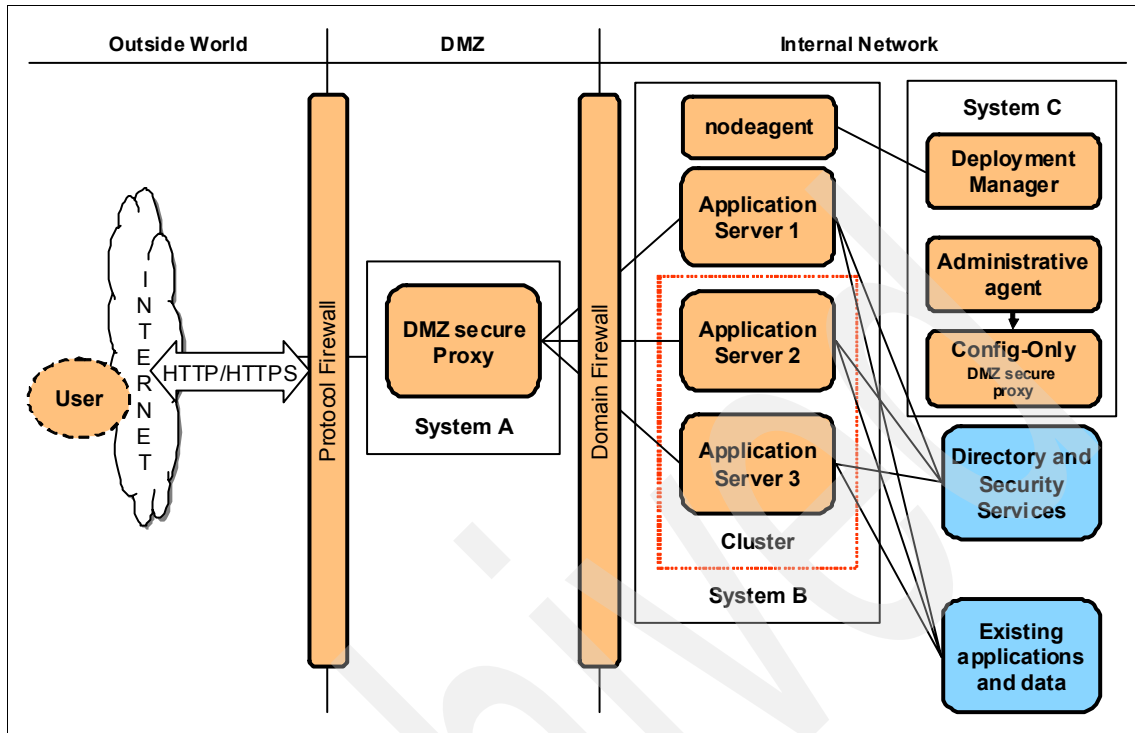 Outside World
DMZ
Internal Network
User
INTERNET
HTTP/HTTPS
Protocol Firewall
DMZ secure
Proxy
System A
Domain Firewall
nodeagent
Application
Server 1
Application
Server 2
Application
Server 3
Cluster
System B
System C
Deployment
Manager
Administrative
agent
Config-Only
DMZ secure
proxy
Directory and
Security
Services
Existing
applications
and data